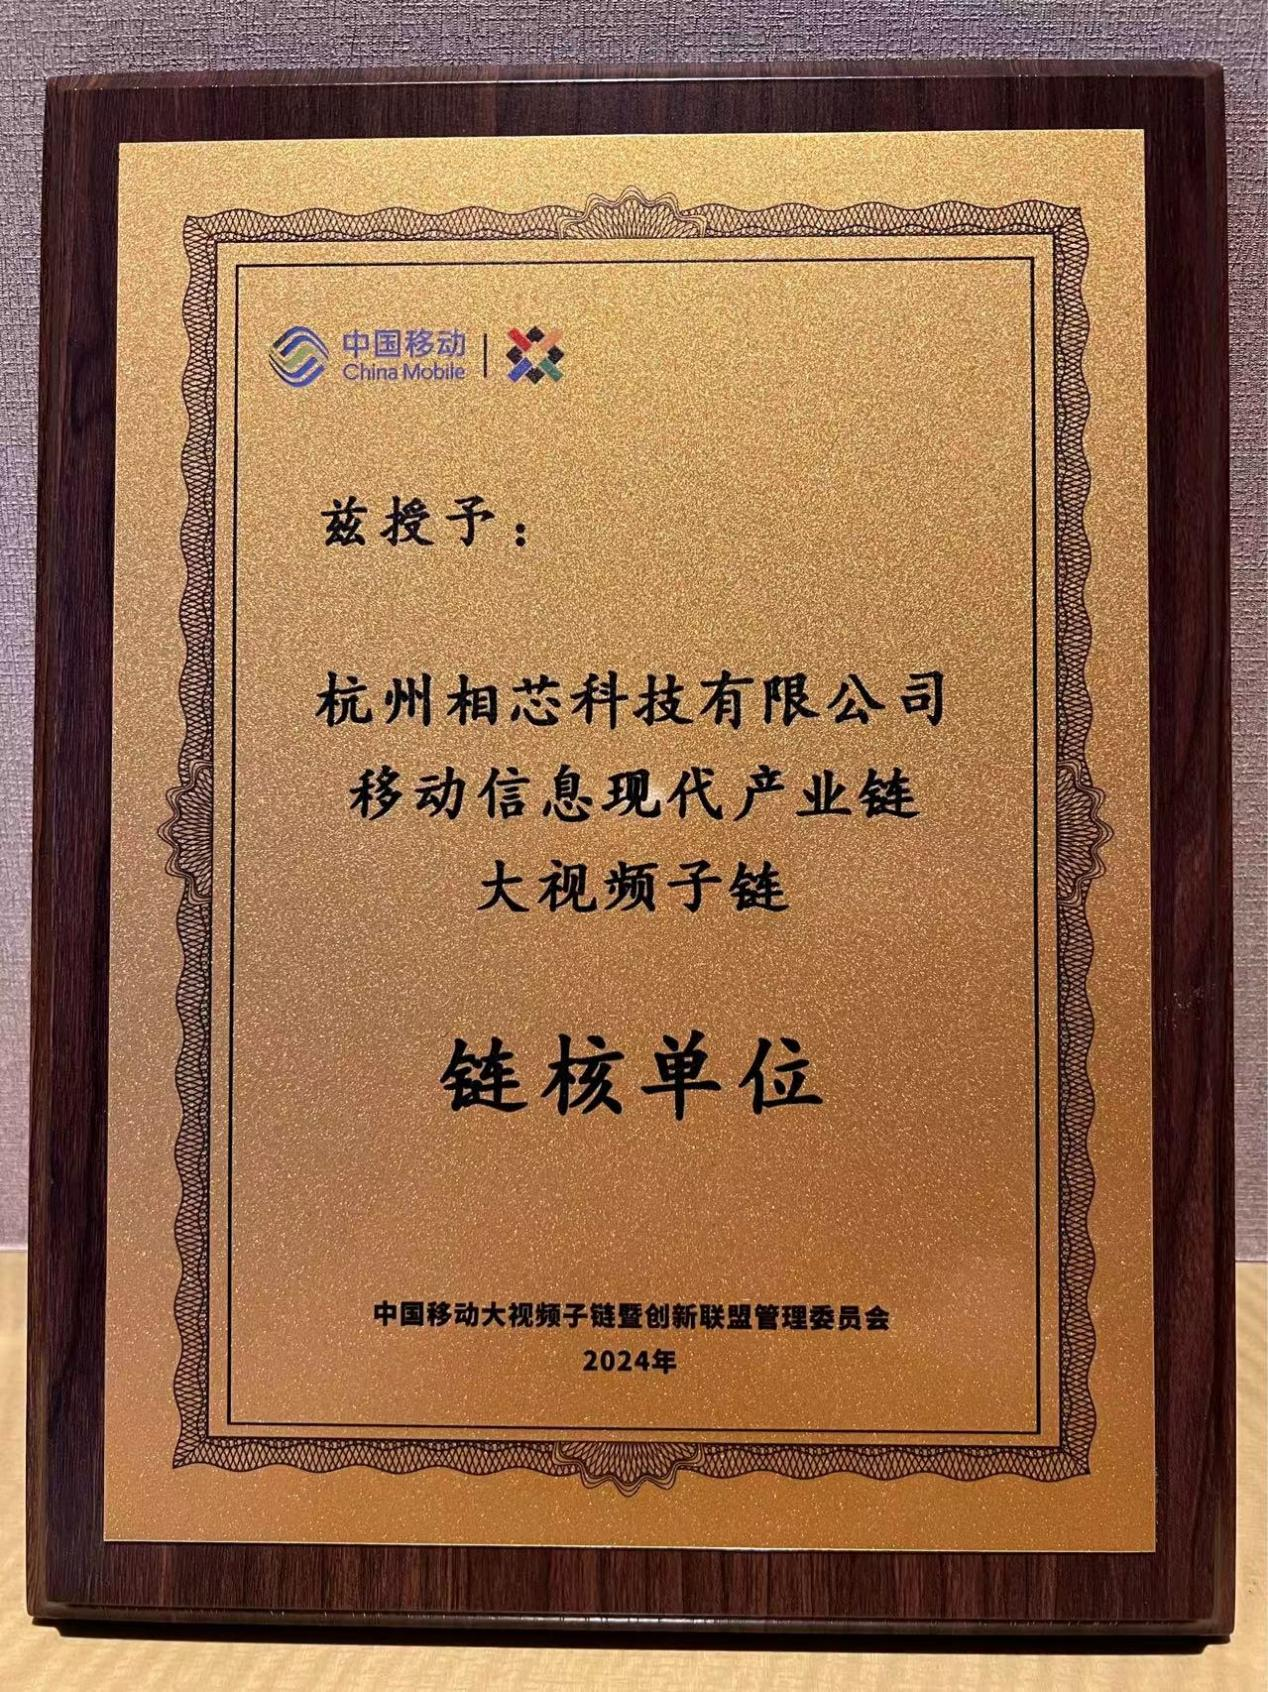 中国移动
China Mobile
兹授予：
杭州相芯科技有限公司
移动信息现代产业链
大视频子链
链核单位
中国移动大视频子链暨创新联盟管理委员会
2024年